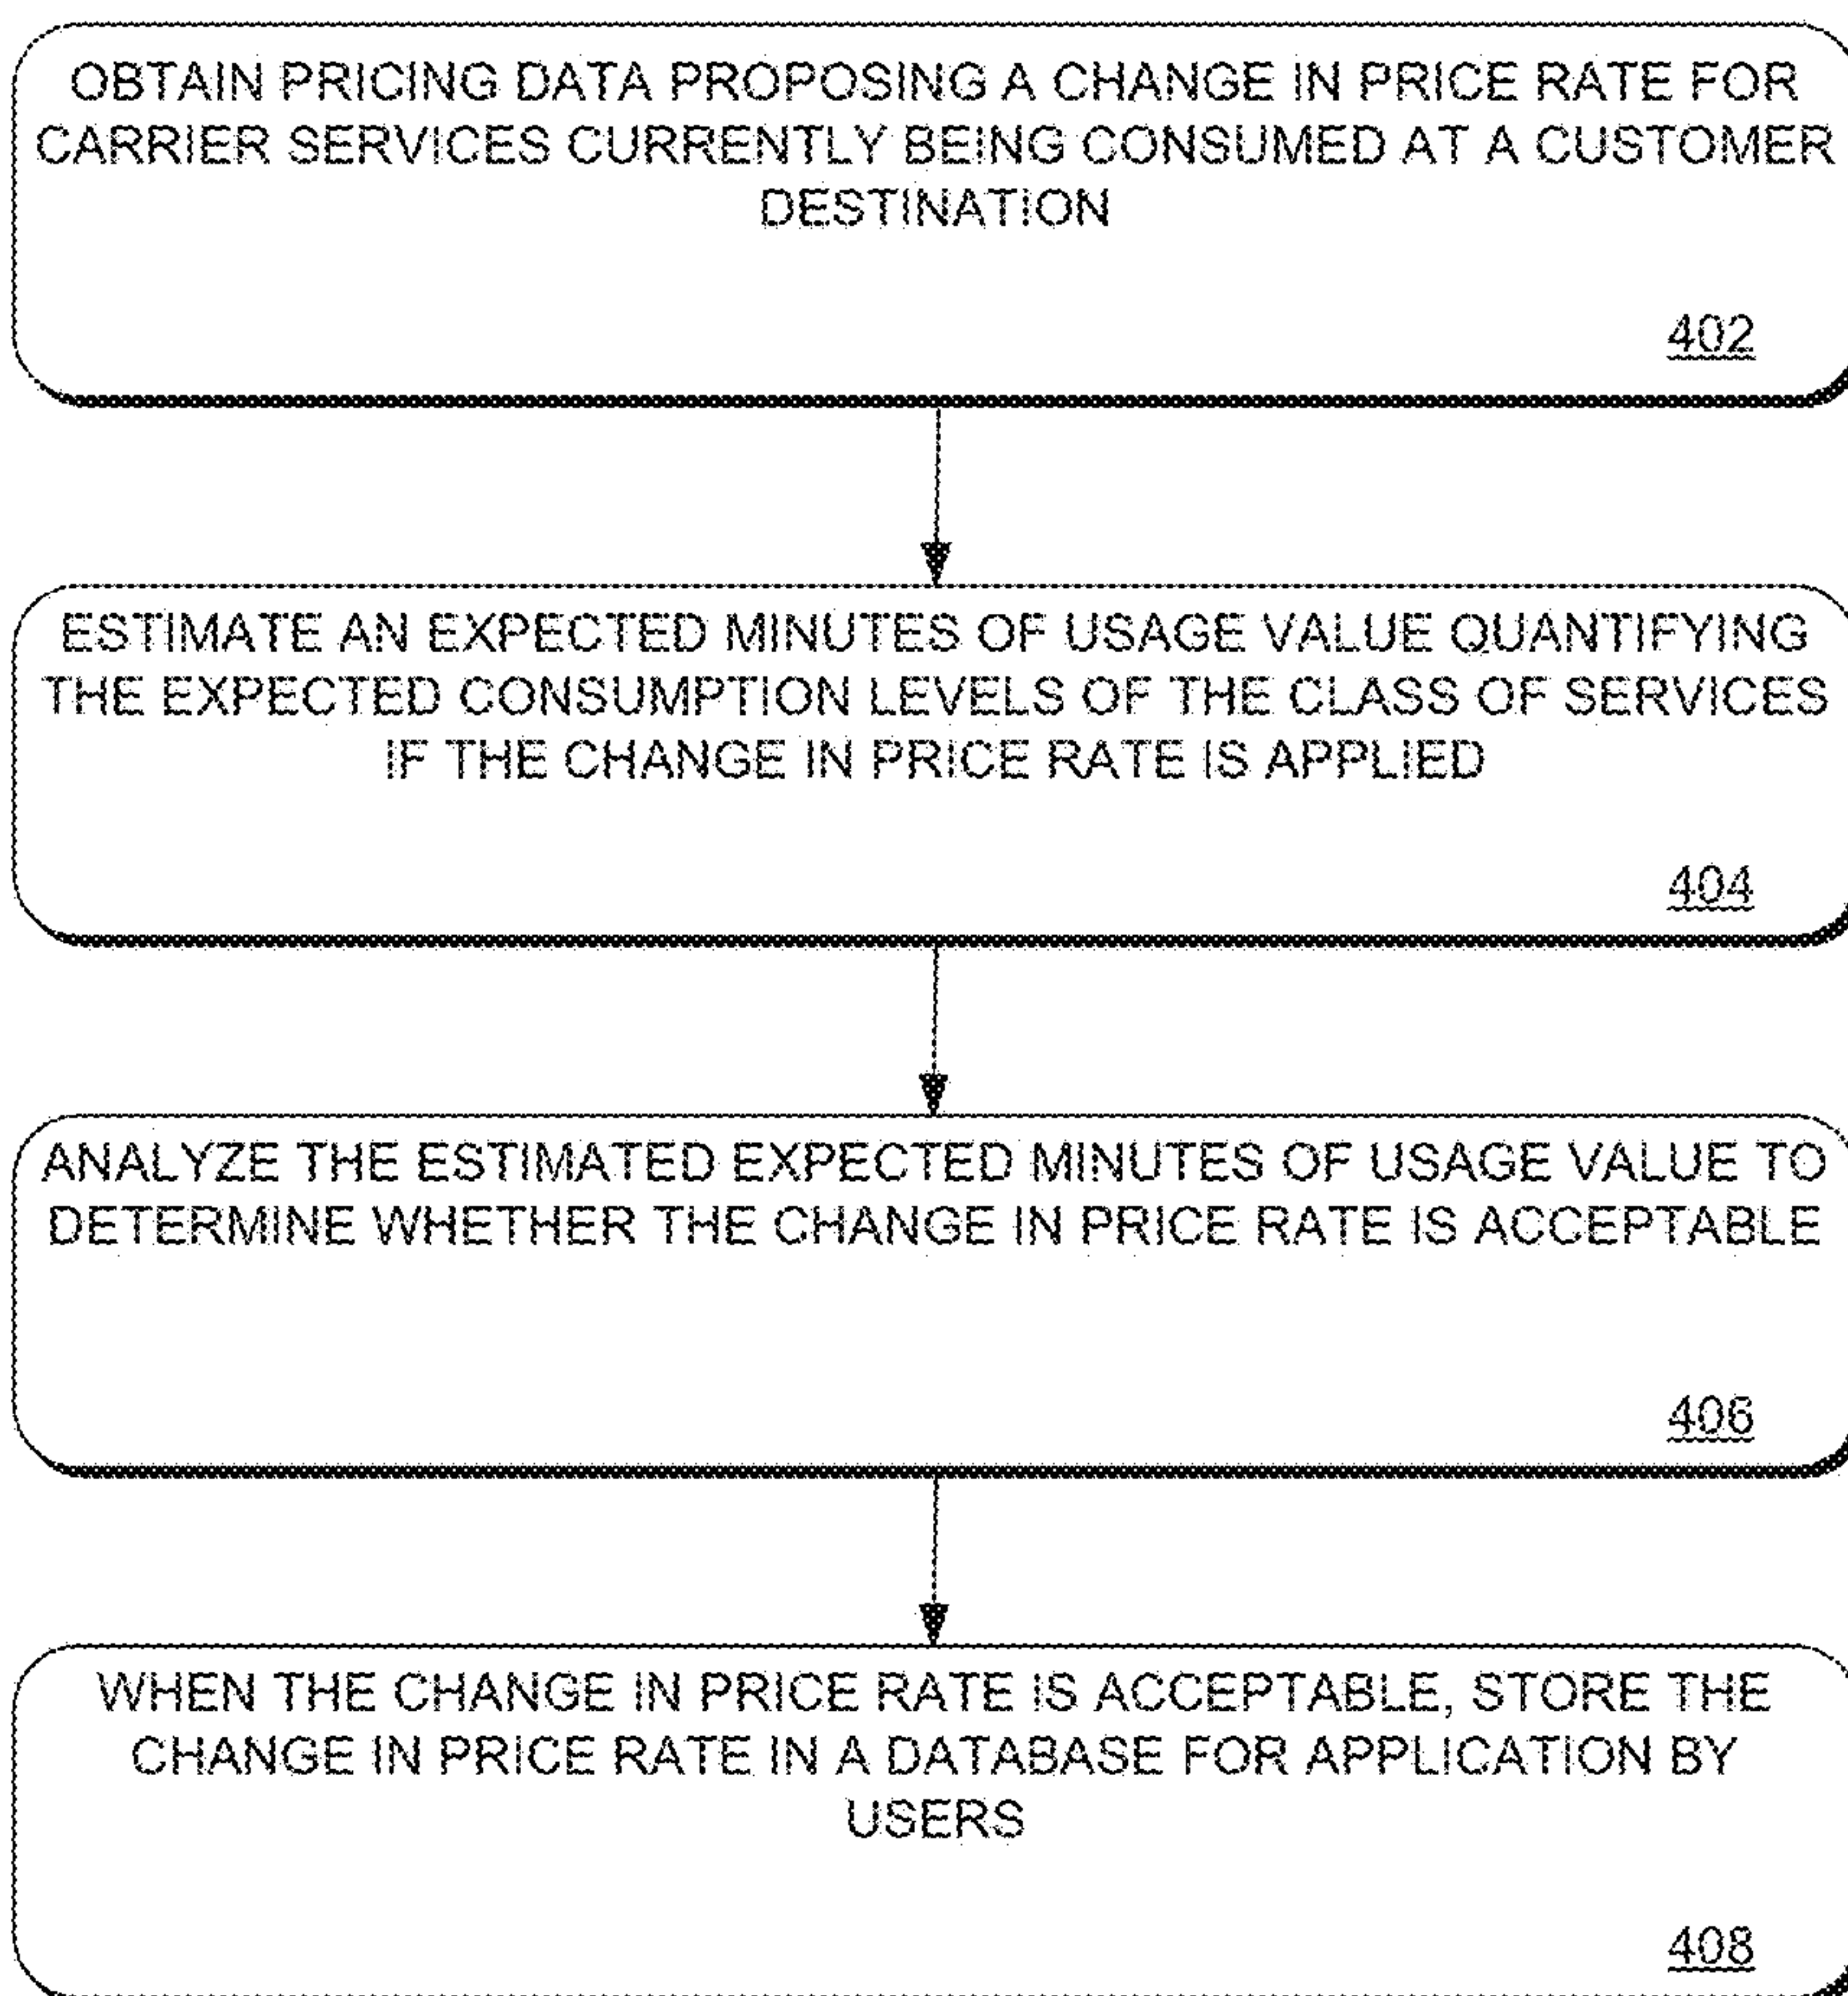 OBTAIN PRICING DATA PROPOSING A CHANGE IN PRICE RATE FOR
CARRIER SERVICES CURRENTLY BEING CONSUMED AT A CUSTOMER
DESTINATION
402
ESTIMATE AN EXPECTED MINUTES OF USAGE VALUE QUANTIFYING
THE EXPECTED CONSUMPTION LEVELS OF THE CLASS OF SERVICES
IF THE CHANGE IN PRICE RATE IS APPLIED
404
ANALYZE THE ESTIMATED EXPECTED MINUTES OF USAGE VALUE TO
DETERMINE WHETHER THE CHANGE IN PRICE RATE IS ACCEPTABLE
406
WHEN THE CHANGE IN PRICE RATE IS ACCEPTABLE, STORE THE
CHANGE IN PRICE RATE IN A DATABASE FOR APPLICATION BY
USERS
408